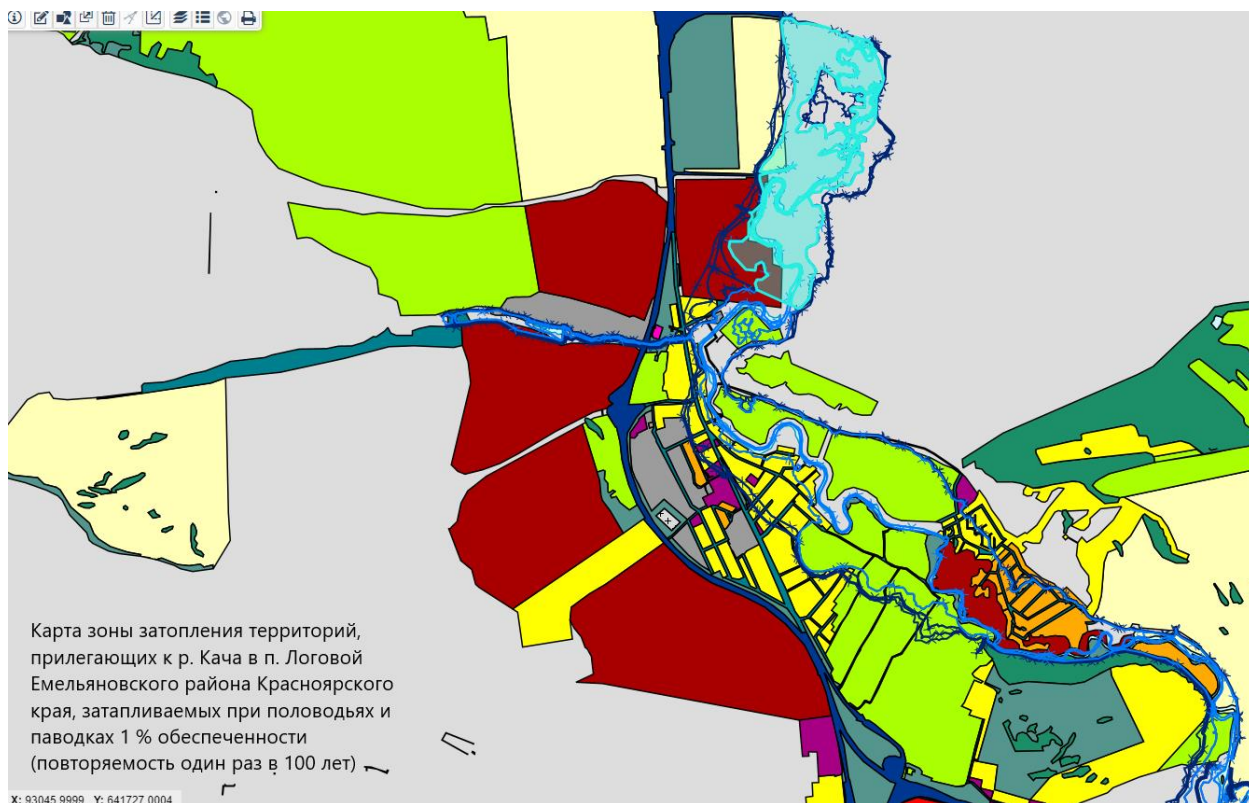 Карта зоны затопления территорий,
прилегающих к р. Кача в п. Логовой
Емельяновского района Красноярского
края, затапливаемых при половодьях и
паводках 1 % обеспеченности
(повторяемость один раз в 100 лет)
X: 93045.9999 Y: 641727.0004